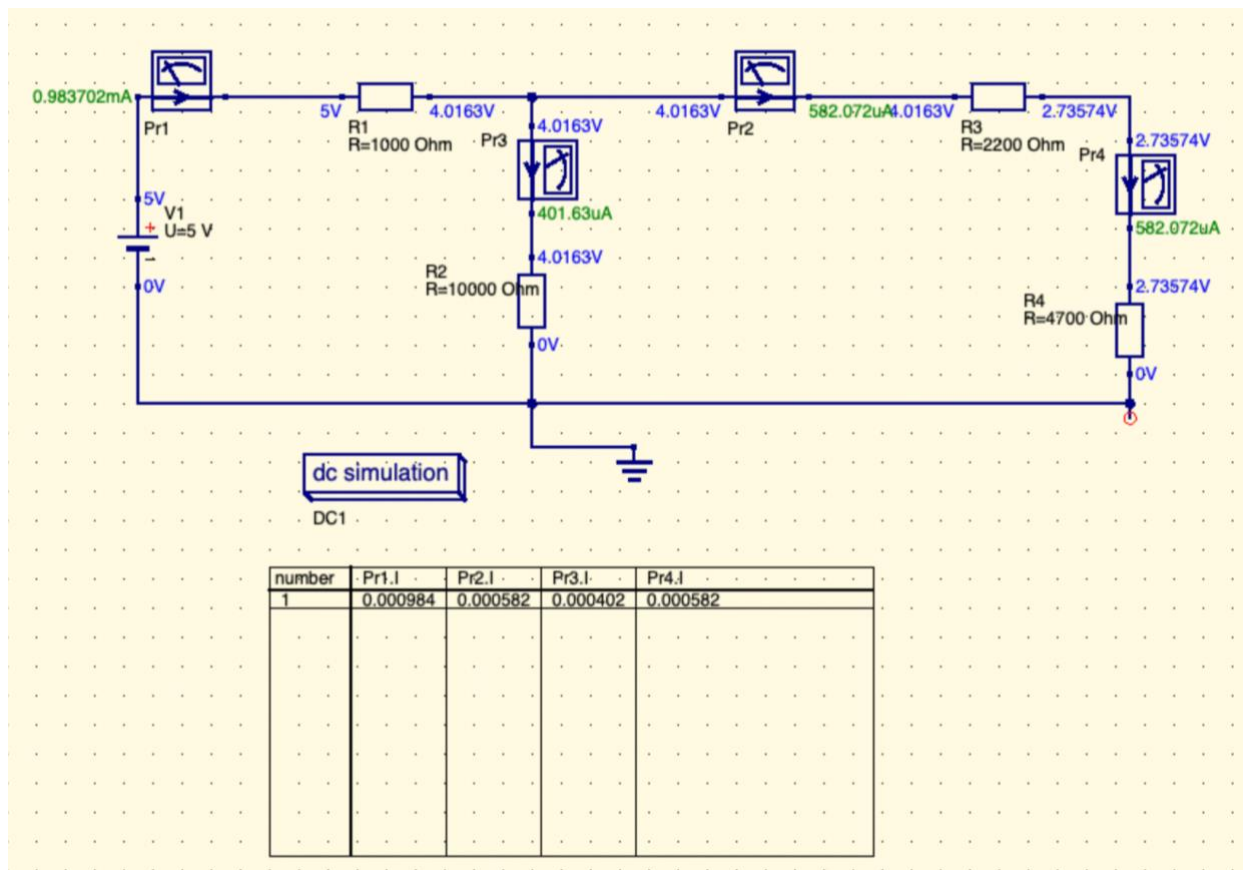 0.983702mA
Pr1
5V
R1
R=1000 Ohm
4.0163V
4.0163V
Pr3
401.63uA
4.0163V
R2
R=10000 Ohm
0V
4.0163V
Pr2
582.072uA
4.0163V
R3
R=2200 Ohm
2.73574V
2.73574V
Pr4
582.072uA
2.73574V
R4
R=4700 Ohm
0V
5V
V1
U=5 V
0V
dc simulation
DC1
number Pr1.I Pr2.I Pr3.I Pr4.I
1 0.000984 0.000582 0.000402 0.000582